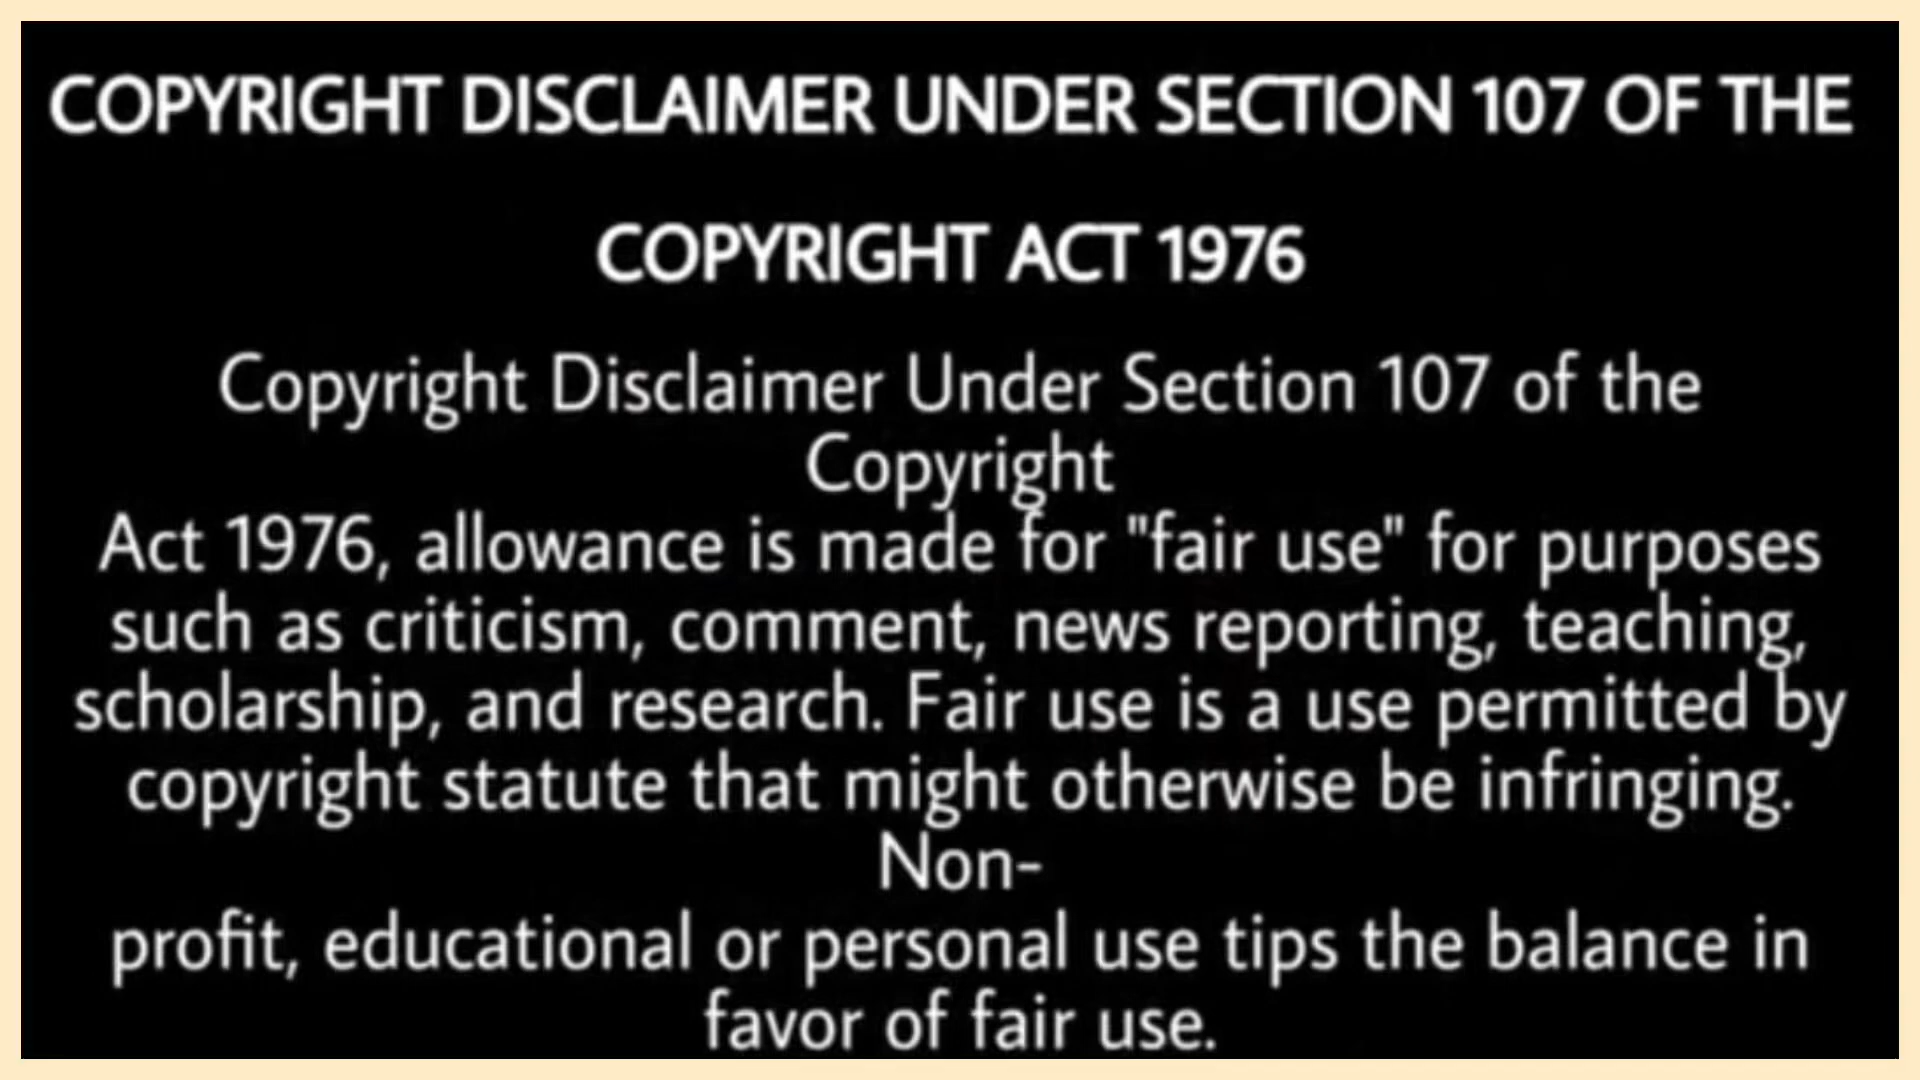 COPYRIGHT DISCLAIMER UNDER SECTION 107 OF THE
COPYRIGHT ACT 1976
Copyright Disclaimer Under Section 107 of the
Copyright
Act 1976, allowance is made for "fair use" for purposes
such as criticism, comment, news reporting, teaching,
scholarship, and research. Fair use is a use permitted by
copyright statute that might otherwise be infringing.
Non-
profit, educational or personal use tips the balance in
favor of fair use.